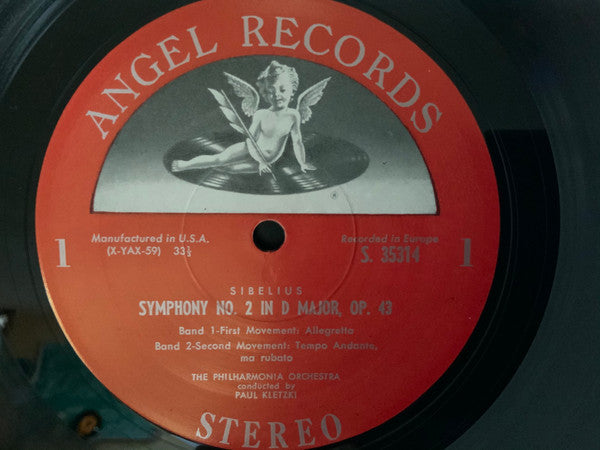 ANGEL RECORDS
1
Manufactured in U.S.A.
(X-YAX-59) 33⅓
Recorded in Europe
S. 35314
1
SIBELIUS
SYMPHONY NO. 2 IN D MAJOR, OP. 43
Band 1-First Movement: Allegretto
Band 2-Second Movement: Tempo Andante,
ma rubato
THE PHILHARMONIA ORCHESTRA
conducted by
PAUL KLETZKI
STEREO